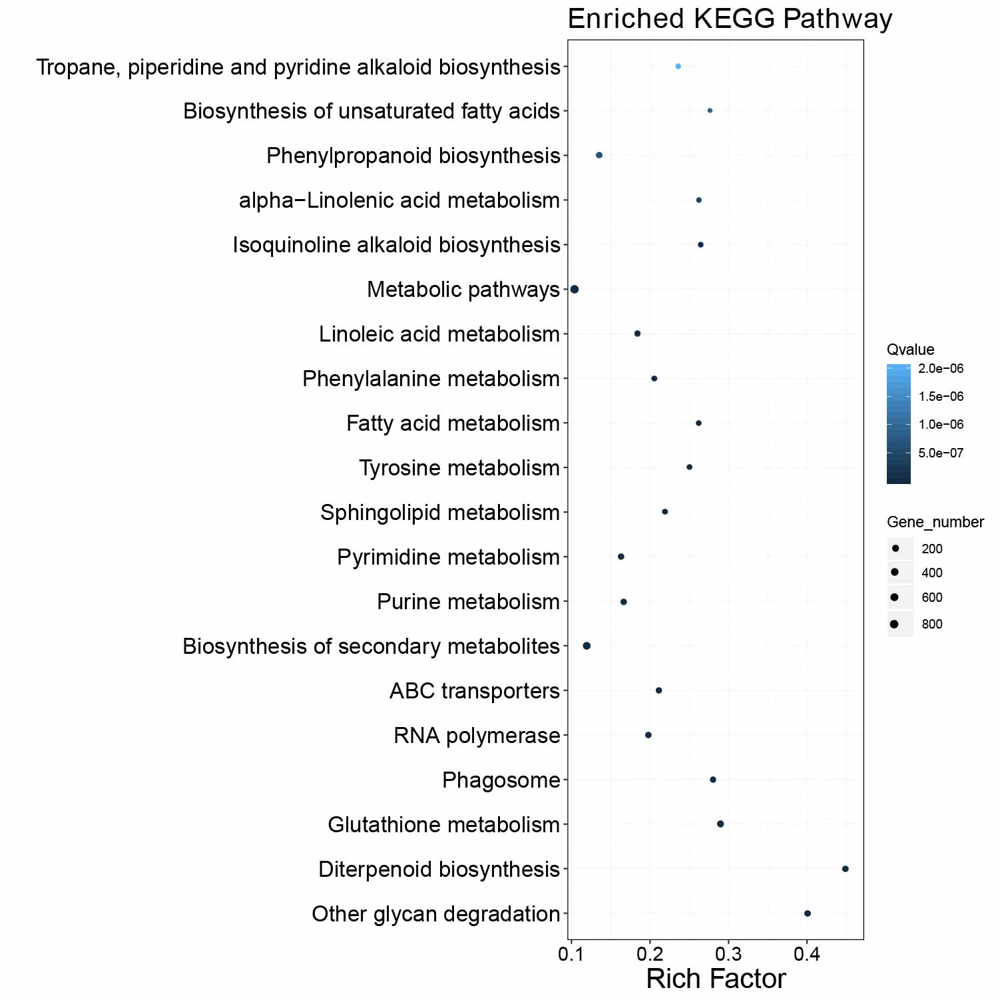 Enriched KEGG Pathway
Tropane, piperidine and pyridine alkaloid biosynthesis
Biosynthesis of unsaturated fatty acids
Phenylpropanoid biosynthesis
alpha−Linolenic acid metabolism
Isoquinoline alkaloid biosynthesis
Metabolic pathways
Linoleic acid metabolism
Phenylalanine metabolism
Fatty acid metabolism
Tyrosine metabolism
Sphingolipid metabolism
Pyrimidine metabolism
Purine metabolism
Biosynthesis of secondary metabolites
ABC transporters
RNA polymerase
Phagosome
Glutathione metabolism
Diterpenoid biosynthesis
Other glycan degradation
0.1 0.2 0.3 0.4
Rich Factor
Qvalue
2.0e−06
1.5e−06
1.0e−06
5.0e−07
Gene_number
200
400
600
800